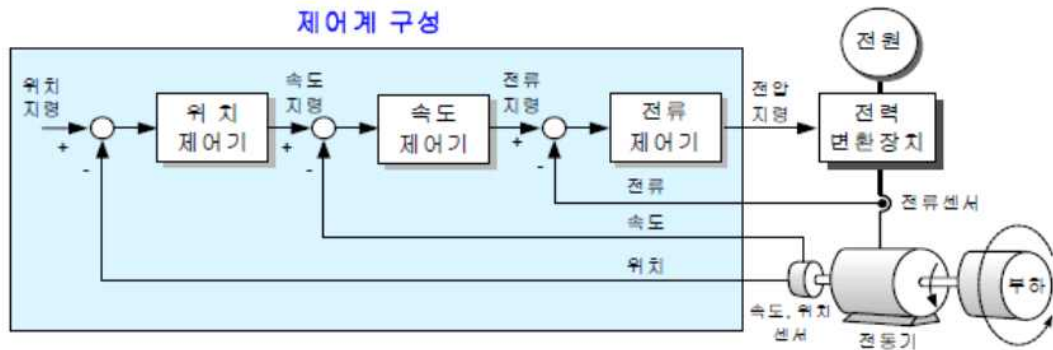 제어계 구성
전원
위치
지령
속도
지령
전류
지령
전압
지령
위 치
제어기
속도
제어기
전류
제어기
전력
변환장치
+
-
+
-
+
-
전류
전류센서
속도
위치
부하
속도, 위치
센서
전동기